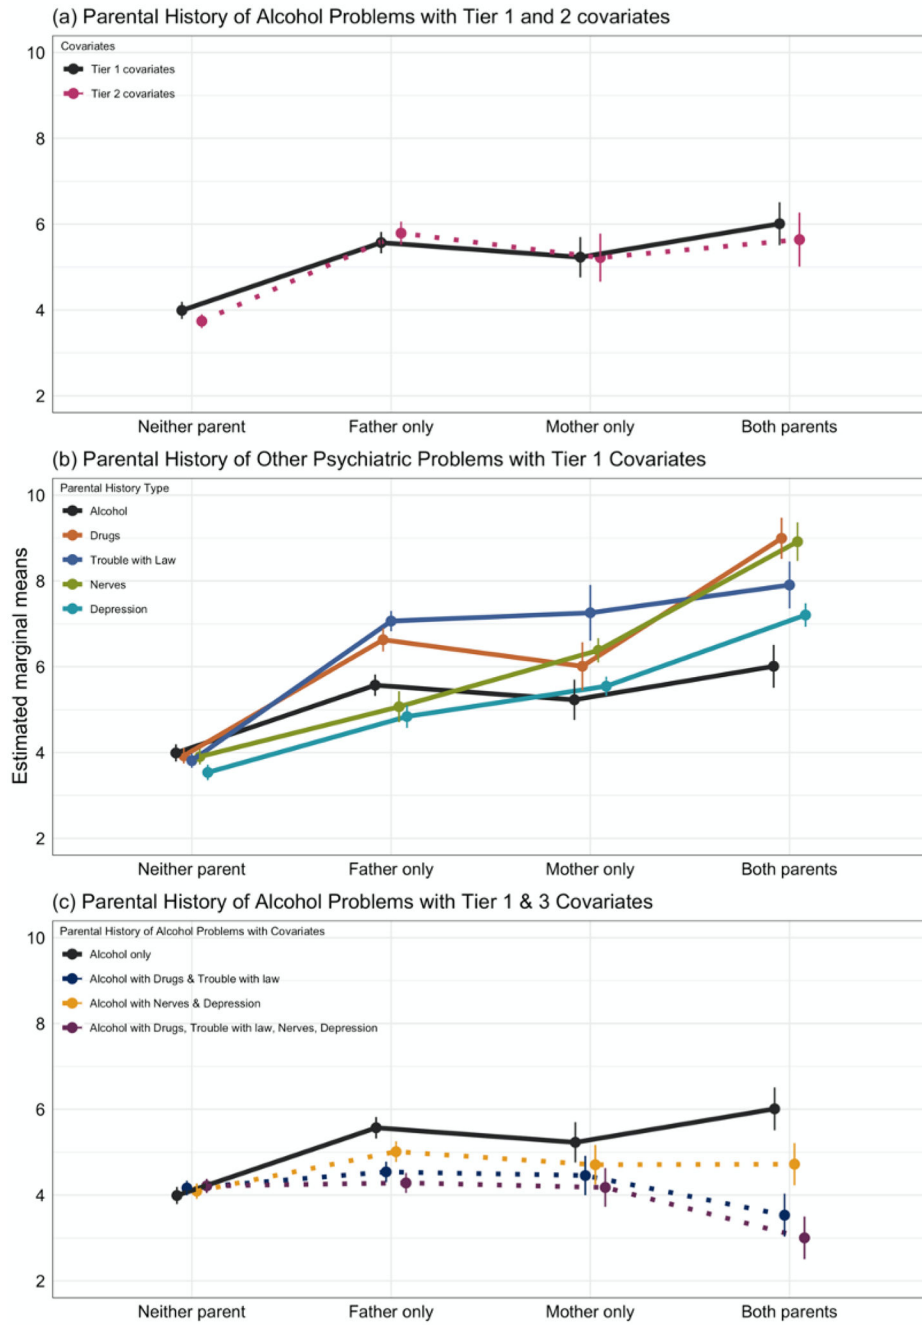 (a) Parental History of Alcohol Problems with Tier 1 and 2 covariates
10
Covariates
Tier 1 covariates
Tier 2 covariates
8
6
4
2
Neither parent Father only Mother only Both parents
(b) Parental History of Other Psychiatric Problems with Tier 1 Covariates
Estimated marginal means
10
Parental History Type
Alcohol
Drugs
Trouble with Law
Nerves
Depression
8
6
4
2
Neither parent Father only Mother only Both parents
(c) Parental History of Alcohol Problems with Tier 1 & 3 Covariates
10
Parental History of Alcohol Problems with Covariates
Alcohol only
Alcohol with Drugs & Trouble with law
Alcohol with Nerves & Depression
Alcohol with Drugs, Trouble with law, Nerves, Depression
8
6
4
2
Neither parent Father only Mother only Both parents